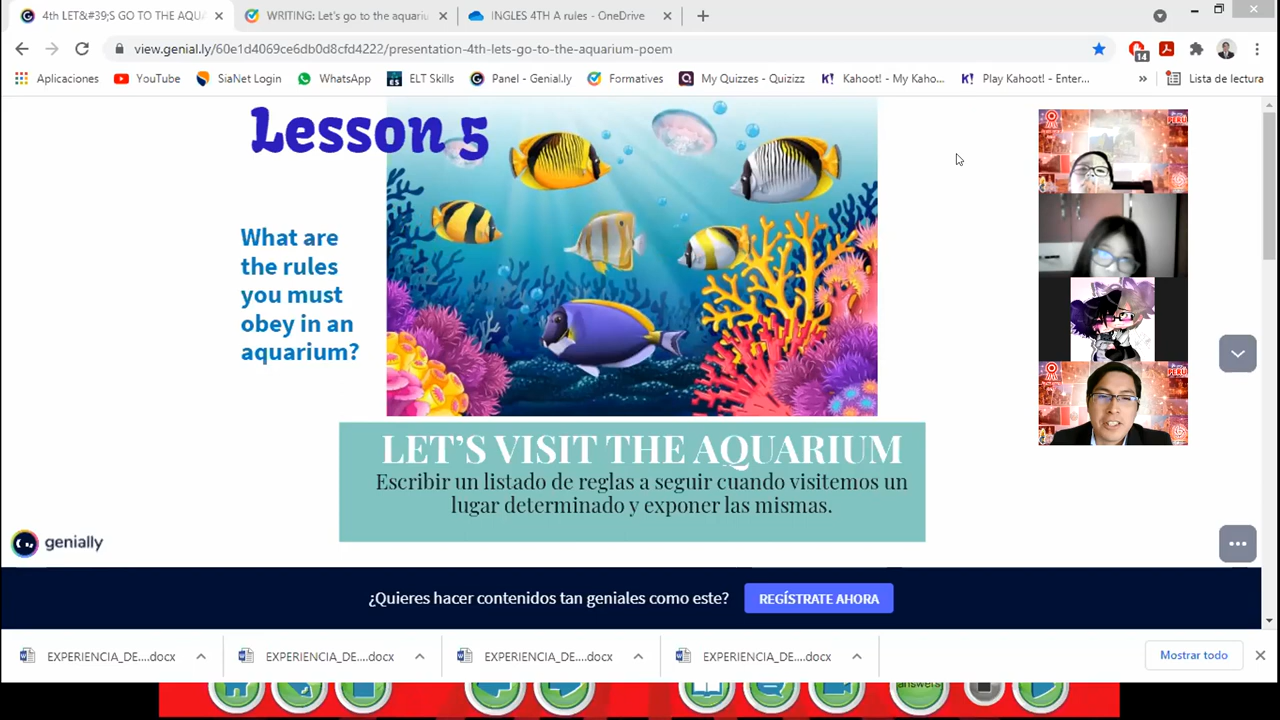 4th LET&#39;S GO TO THE AQUA
WRITING: Let's go to the aquariu
INGLES 4TH A rules - OneDrive
view.genial.ly/60e1d4069ce6db0d8cfd4222/presentation-4th-lets-go-to-the-aquarium-poem
14
Aplicaciones
YouTube
SiaNet Login
WhatsApp
ELT Skills
Panel - Genial.ly
Formatives
My Quizzes - Quizizz
Kahoot! - My Kaho...
Play Kahoot! - Enter...
Lista de lectura
Lesson 5
What are
the rules
you must
obey in an
aquarium?
LET'S VISIT THE AQUARIUM
Escribir un listado de reglas a seguir cuando visitemos un
lugar determinado y exponer las mismas.
PERÚ
genially
¿Quieres hacer contenidos tan geniales como este?
REGÍSTRATE AHORA
EXPERIENCIA_DE....docx
EXPERIENCIA_DE....docx
EXPERIENCIA_DE....docx
EXPERIENCIA_DE....docx
Mostrar todo
answers